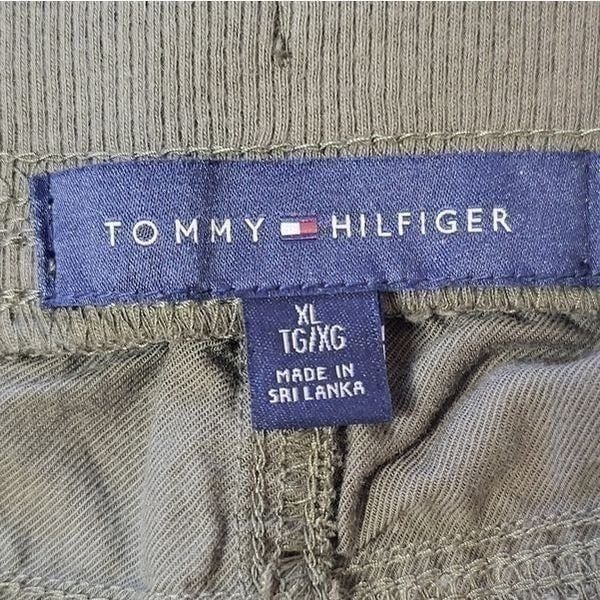 TOMMY HILFIGER
XL
TG/XG
MADE IN
SRI LANKA